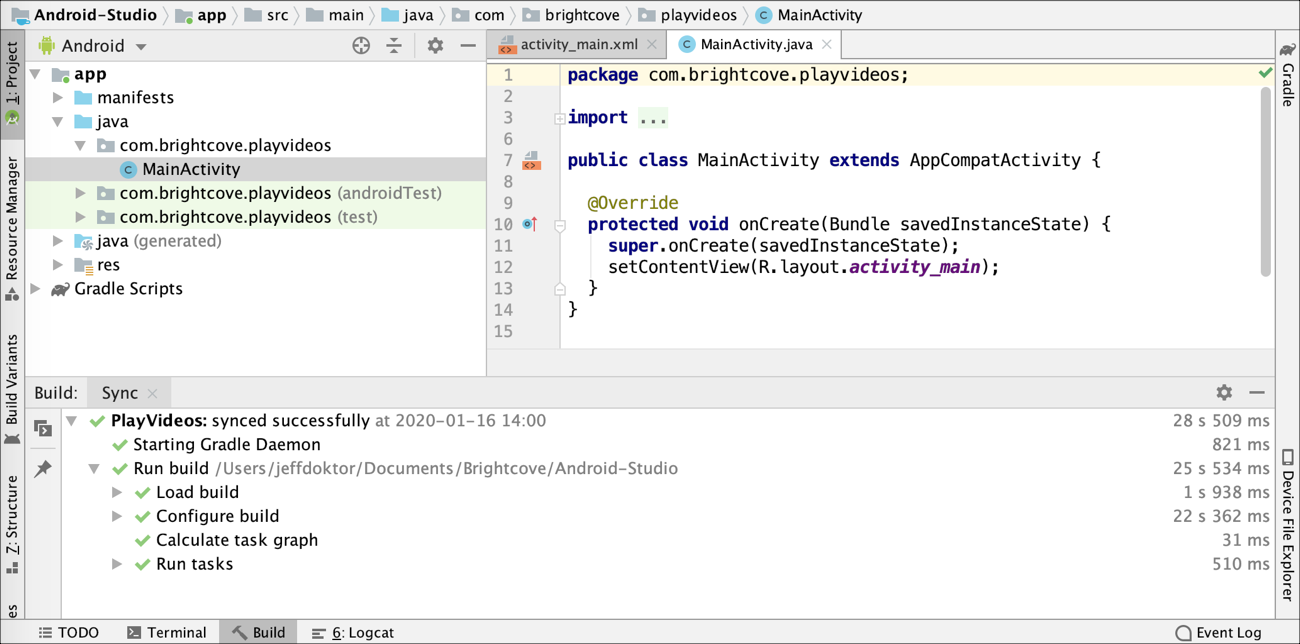 Android-Studio app src main java com brightcove playvideos MainActivity
1: Project
Resource Manager
Build Variants
Z: Structure
es
Android
app
manifests
java
com.brightcove.playvideos
MainActivity
com.brightcove.playvideos (androidTest)
com.brightcove.playvideos (test)
java (generated)
res
Gradle Scripts
activity_main.xml MainActivity.java
1 package com.brightcove.playvideos;
2
3 import ...
6
7 public class MainActivity extends AppCompatActivity {
8
9 @Override
10 protected void onCreate(Bundle savedInstanceState) {
11 super.onCreate(savedInstanceState);
12 setContentView(R.layout.activity_main);
13 }
14 }
15
Gradle
Device File Explorer
Build: Sync
PlayVideos: synced successfully at 2020-01-16 14:00 28 s 509 ms
Starting Gradle Daemon 821 ms
Run build /Users/jeffdoktor/Documents/Brightcove/Android-Studio 25 s 534 ms
Load build 1 s 938 ms
Configure build 22 s 362 ms
Calculate task graph 31 ms
Run tasks 510 ms
TODO Terminal Build 6: Logcat Event Log